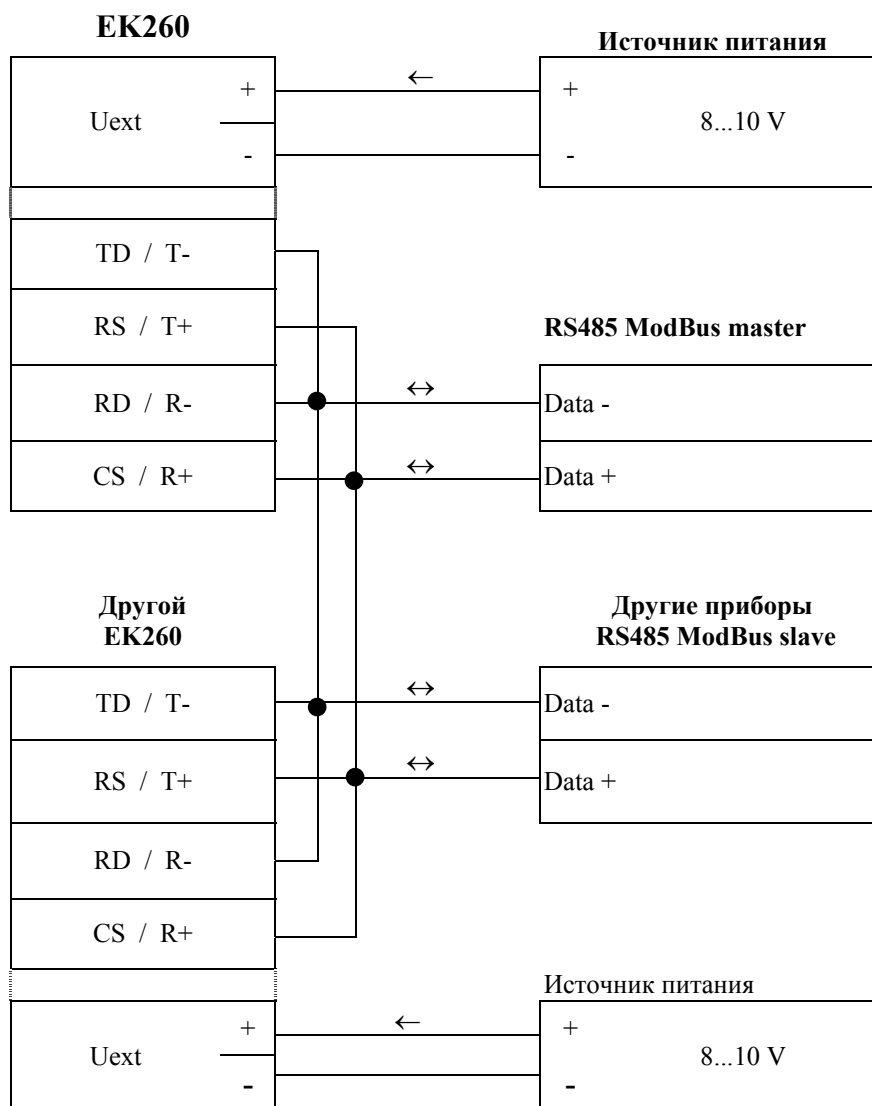 EK260
Источник питания
+
←
+
Uext
8...10 V
-
-
TD / T-
RS / T+
RS485 ModBus master
RD / R-
↔
Data -
CS / R+
↔
Data +
Другой
EK260
Другие приборы
RS485 ModBus slave
TD / T-
↔
Data -
RS / T+
↔
Data +
RD / R-
CS / R+
Источник питания
+
←
+
Uext
8...10 V
-
-